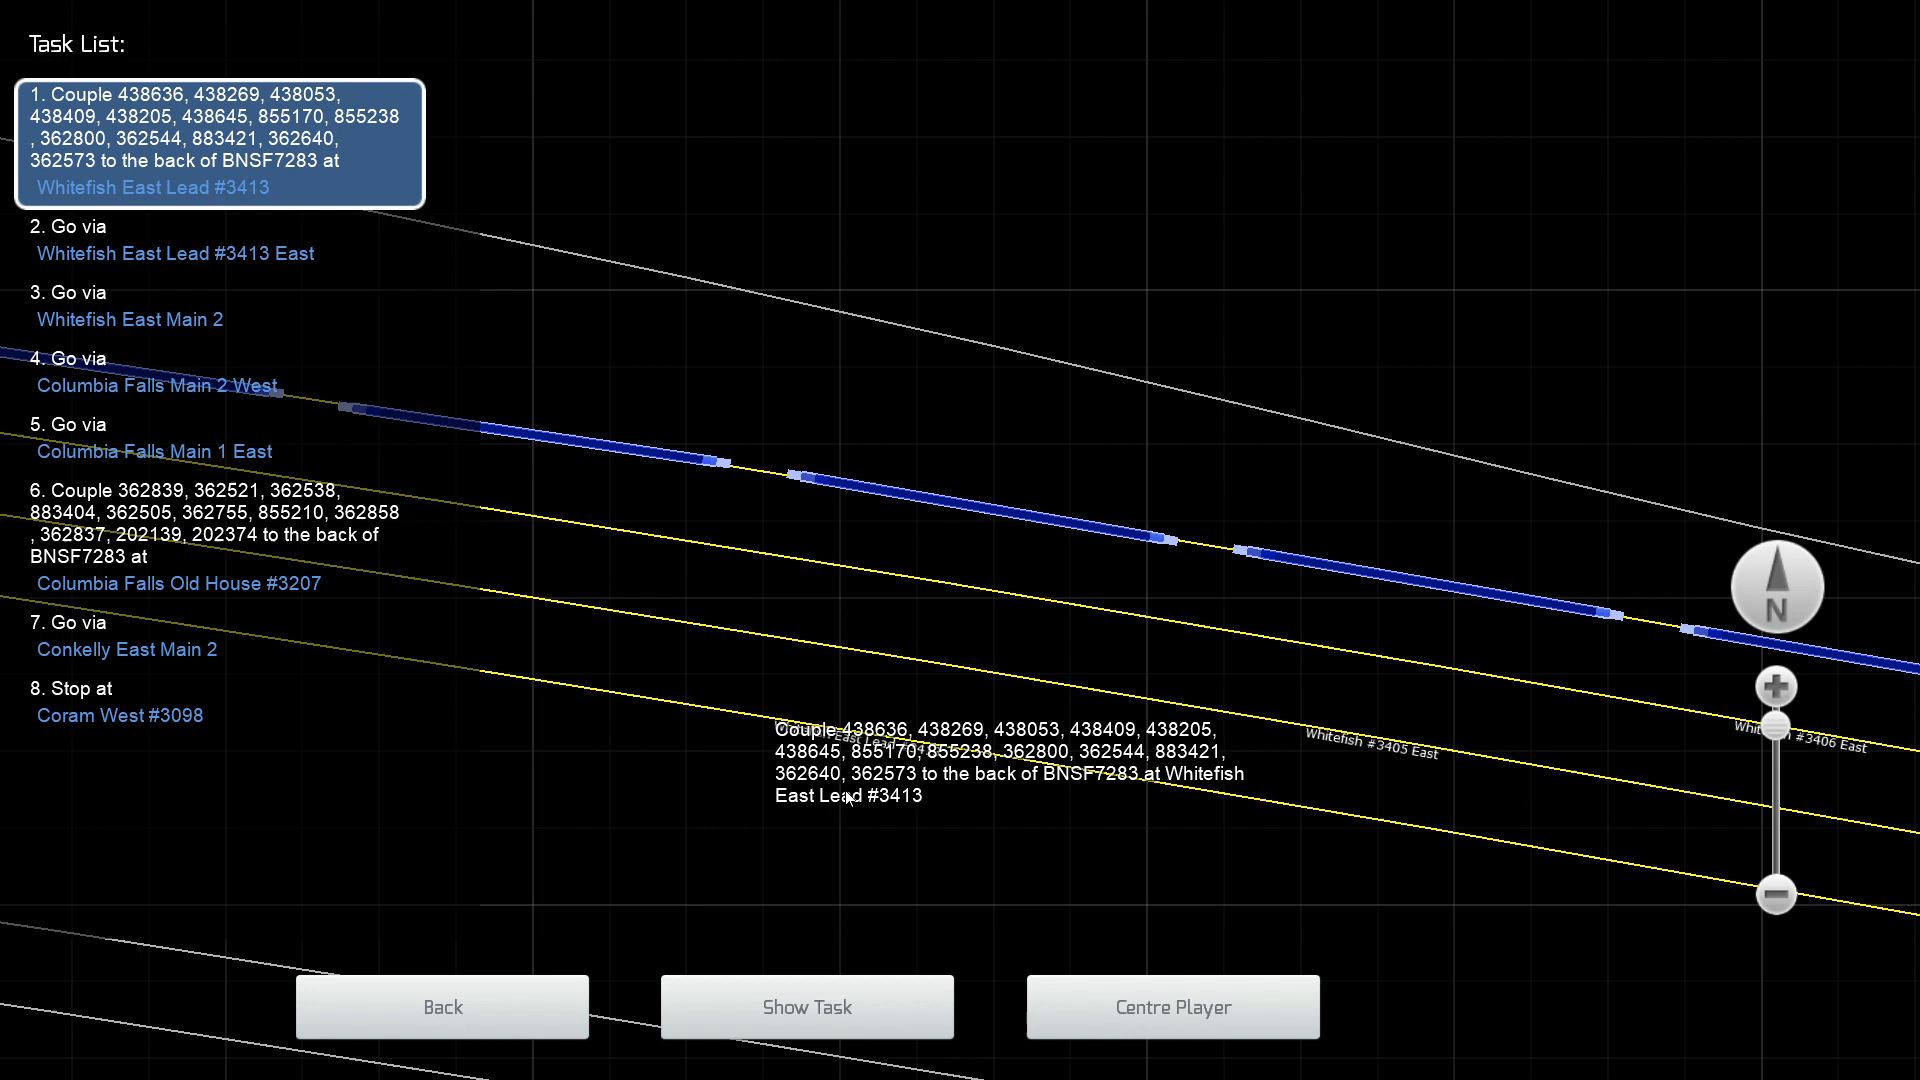 Task List:
1. Couple 438636, 438269, 438053,
438409, 438205, 438645, 855170, 855238
, 362800, 362544, 883421, 362640,
362573 to the back of BNSF7283 at
Whitefish East Lead #3413
2. Go via
Whitefish East Lead #3413 East
3. Go via
Whitefish East Main 2
4. Go via
Columbia Falls Main 2 West
5. Go via
Columbia Falls Main 1 East
6. Couple 362839, 362521, 362538,
883404, 362505, 362755, 855210, 362858
, 362837, 202139, 202374 to the back of
BNSF7283 at
Columbia Falls Old House #3207
7. Go via
Conkelly East Main 2
8. Stop at
Coram West #3098
Couple 438636, 438269, 438053, 438409, 438205,
438645, 855170, 855238, 362800, 362544, 883421,
362640, 362573 to the back of BNSF7283 at Whitefish
East Lead #3413
East Lead
Whitefish #3405 East
#3406 East
N
Back
Show Task
Centre Player